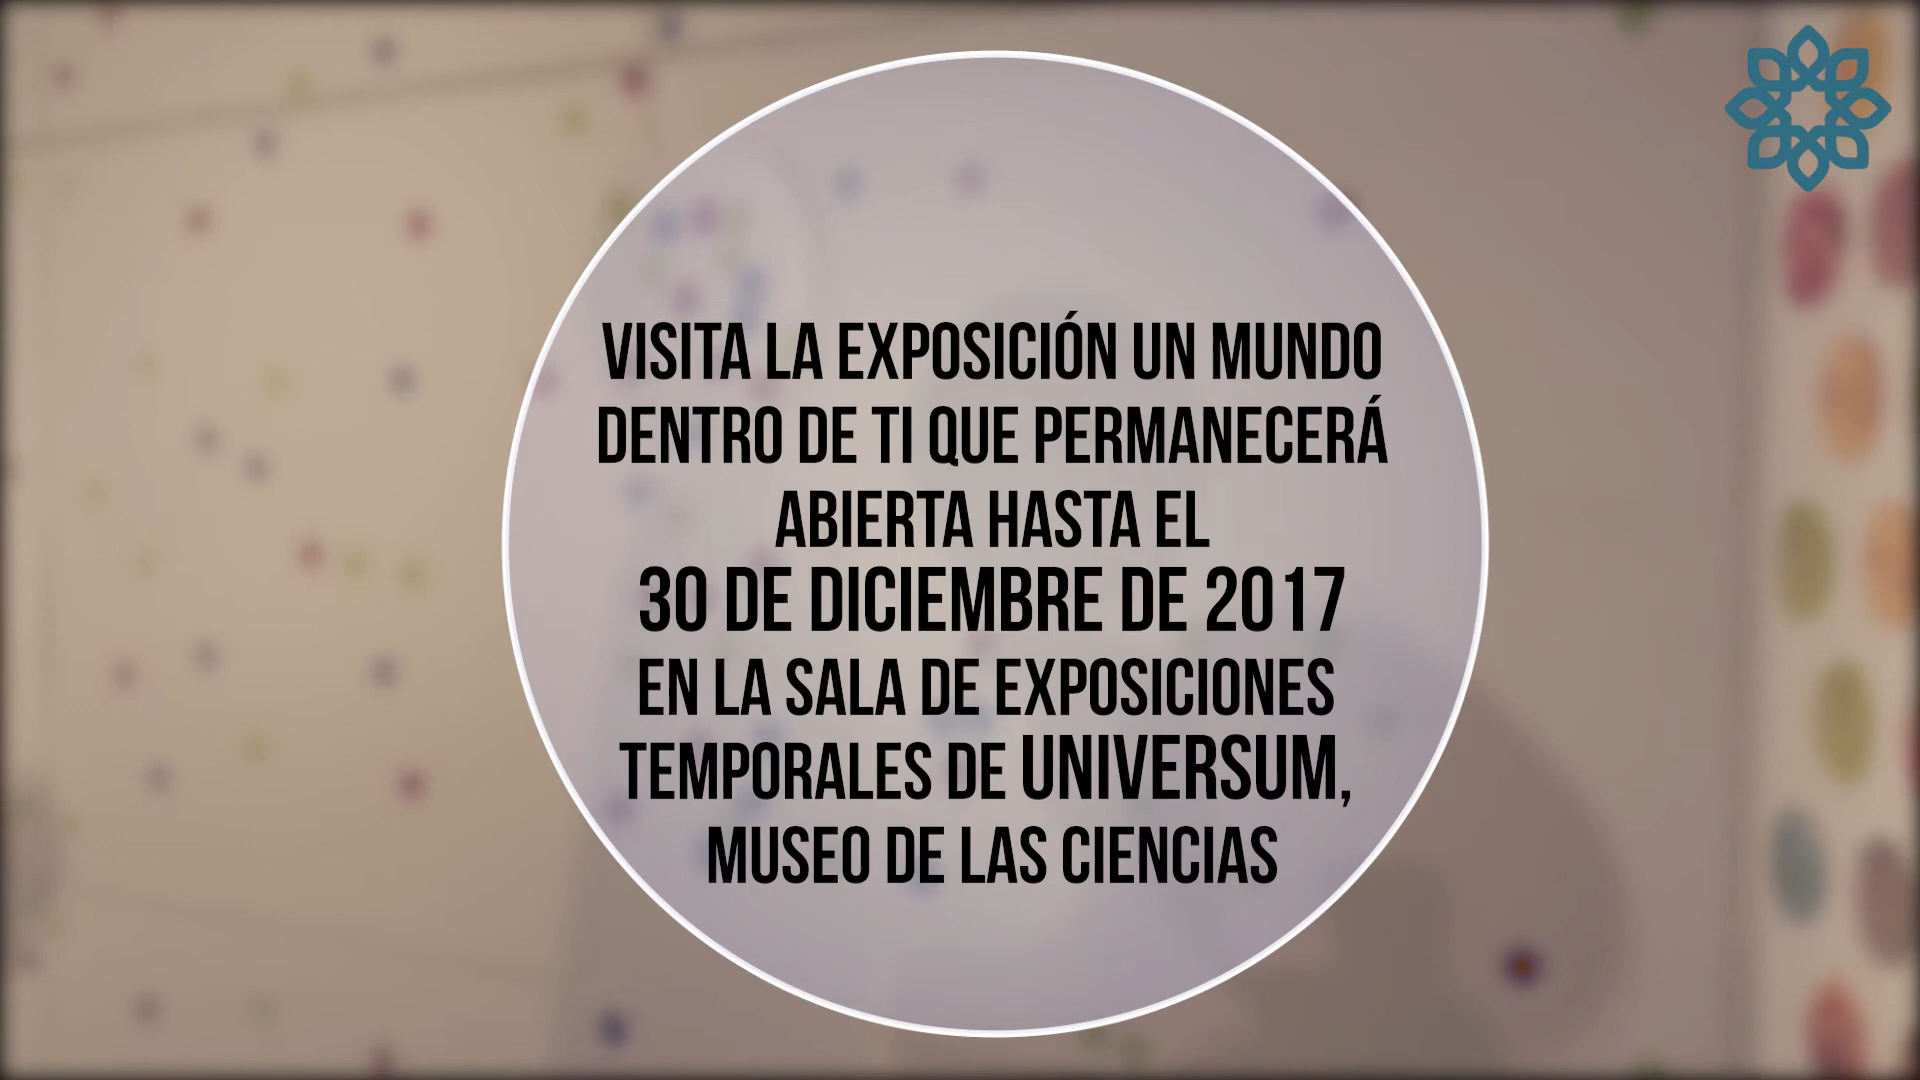 VISITA LA EXPOSICIÓN UN MUNDO
DENTRO DE TI QUE PERMANECERÁ
ABIERTA HASTA EL
30 DE DICIEMBRE DE 2017
EN LA SALA DE EXPOSICIONES
TEMPORALES DE UNIVERSUM,
MUSEO DE LAS CIENCIAS